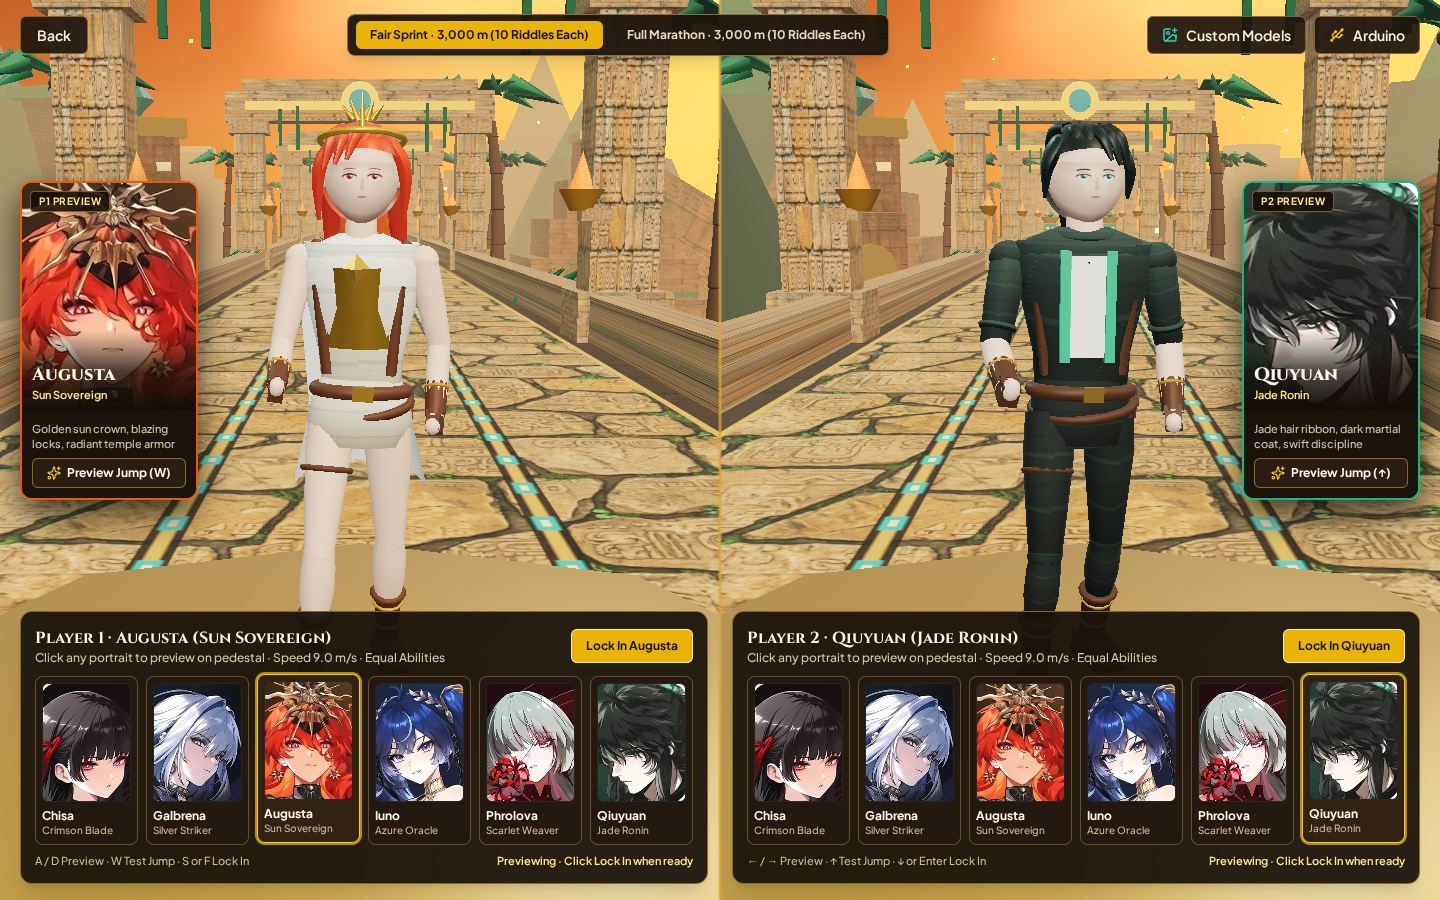 Back
Fair Sprint · 3,000 m (10 Riddles Each)
Full Marathon · 3,000 m (10 Riddles Each)
Custom Models
Arduino
P1 PREVIEW
Augusta
Sun Sovereign
Golden sun crown, blazing
locks, radiant temple armor
Preview Jump (W)
P2 PREVIEW
Qiuyuan
Jade Ronin
Jade hair ribbon, dark martial
coat, swift discipline
Preview Jump (↑)
Player 1 · Augusta (Sun Sovereign)
Click any portrait to preview on pedestal · Speed 9.0 m/s · Equal Abilities
Lock In Augusta
Chisa
Crimson Blade
Galbrena
Silver Striker
Augusta
Sun Sovereign
Iuno
Azure Oracle
Phrolova
Scarlet Weaver
Qiuyuan
Jade Ronin
A / D Preview · W Test Jump · S or F Lock In
Previewing · Click Lock In when ready
Player 2 · Qiuyuan (Jade Ronin)
Click any portrait to preview on pedestal · Speed 9.0 m/s · Equal Abilities
Lock In Qiuyuan
Chisa
Crimson Blade
Galbrena
Silver Striker
Augusta
Sun Sovereign
Iuno
Azure Oracle
Phrolova
Scarlet Weaver
Qiuyuan
Jade Ronin
← / → Preview · ↑ Test Jump · ↓ or Enter Lock In
Previewing · Click Lock In when ready